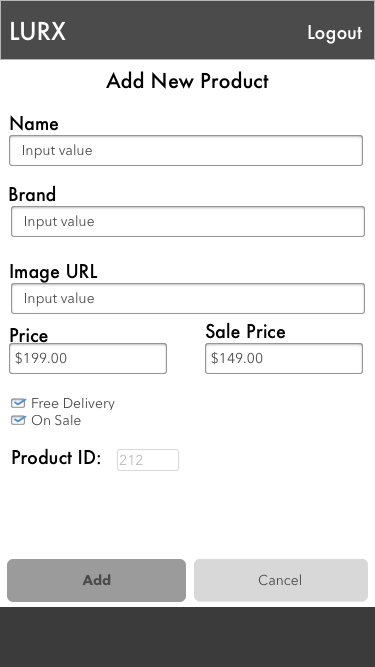 LURX Logout
Add New Product
Name
Input value
Brand
Input value
Image URL
Input value
Price Sale Price
$199.00 $149.00
Free Delivery
On Sale
Product ID: 212
Add Cancel